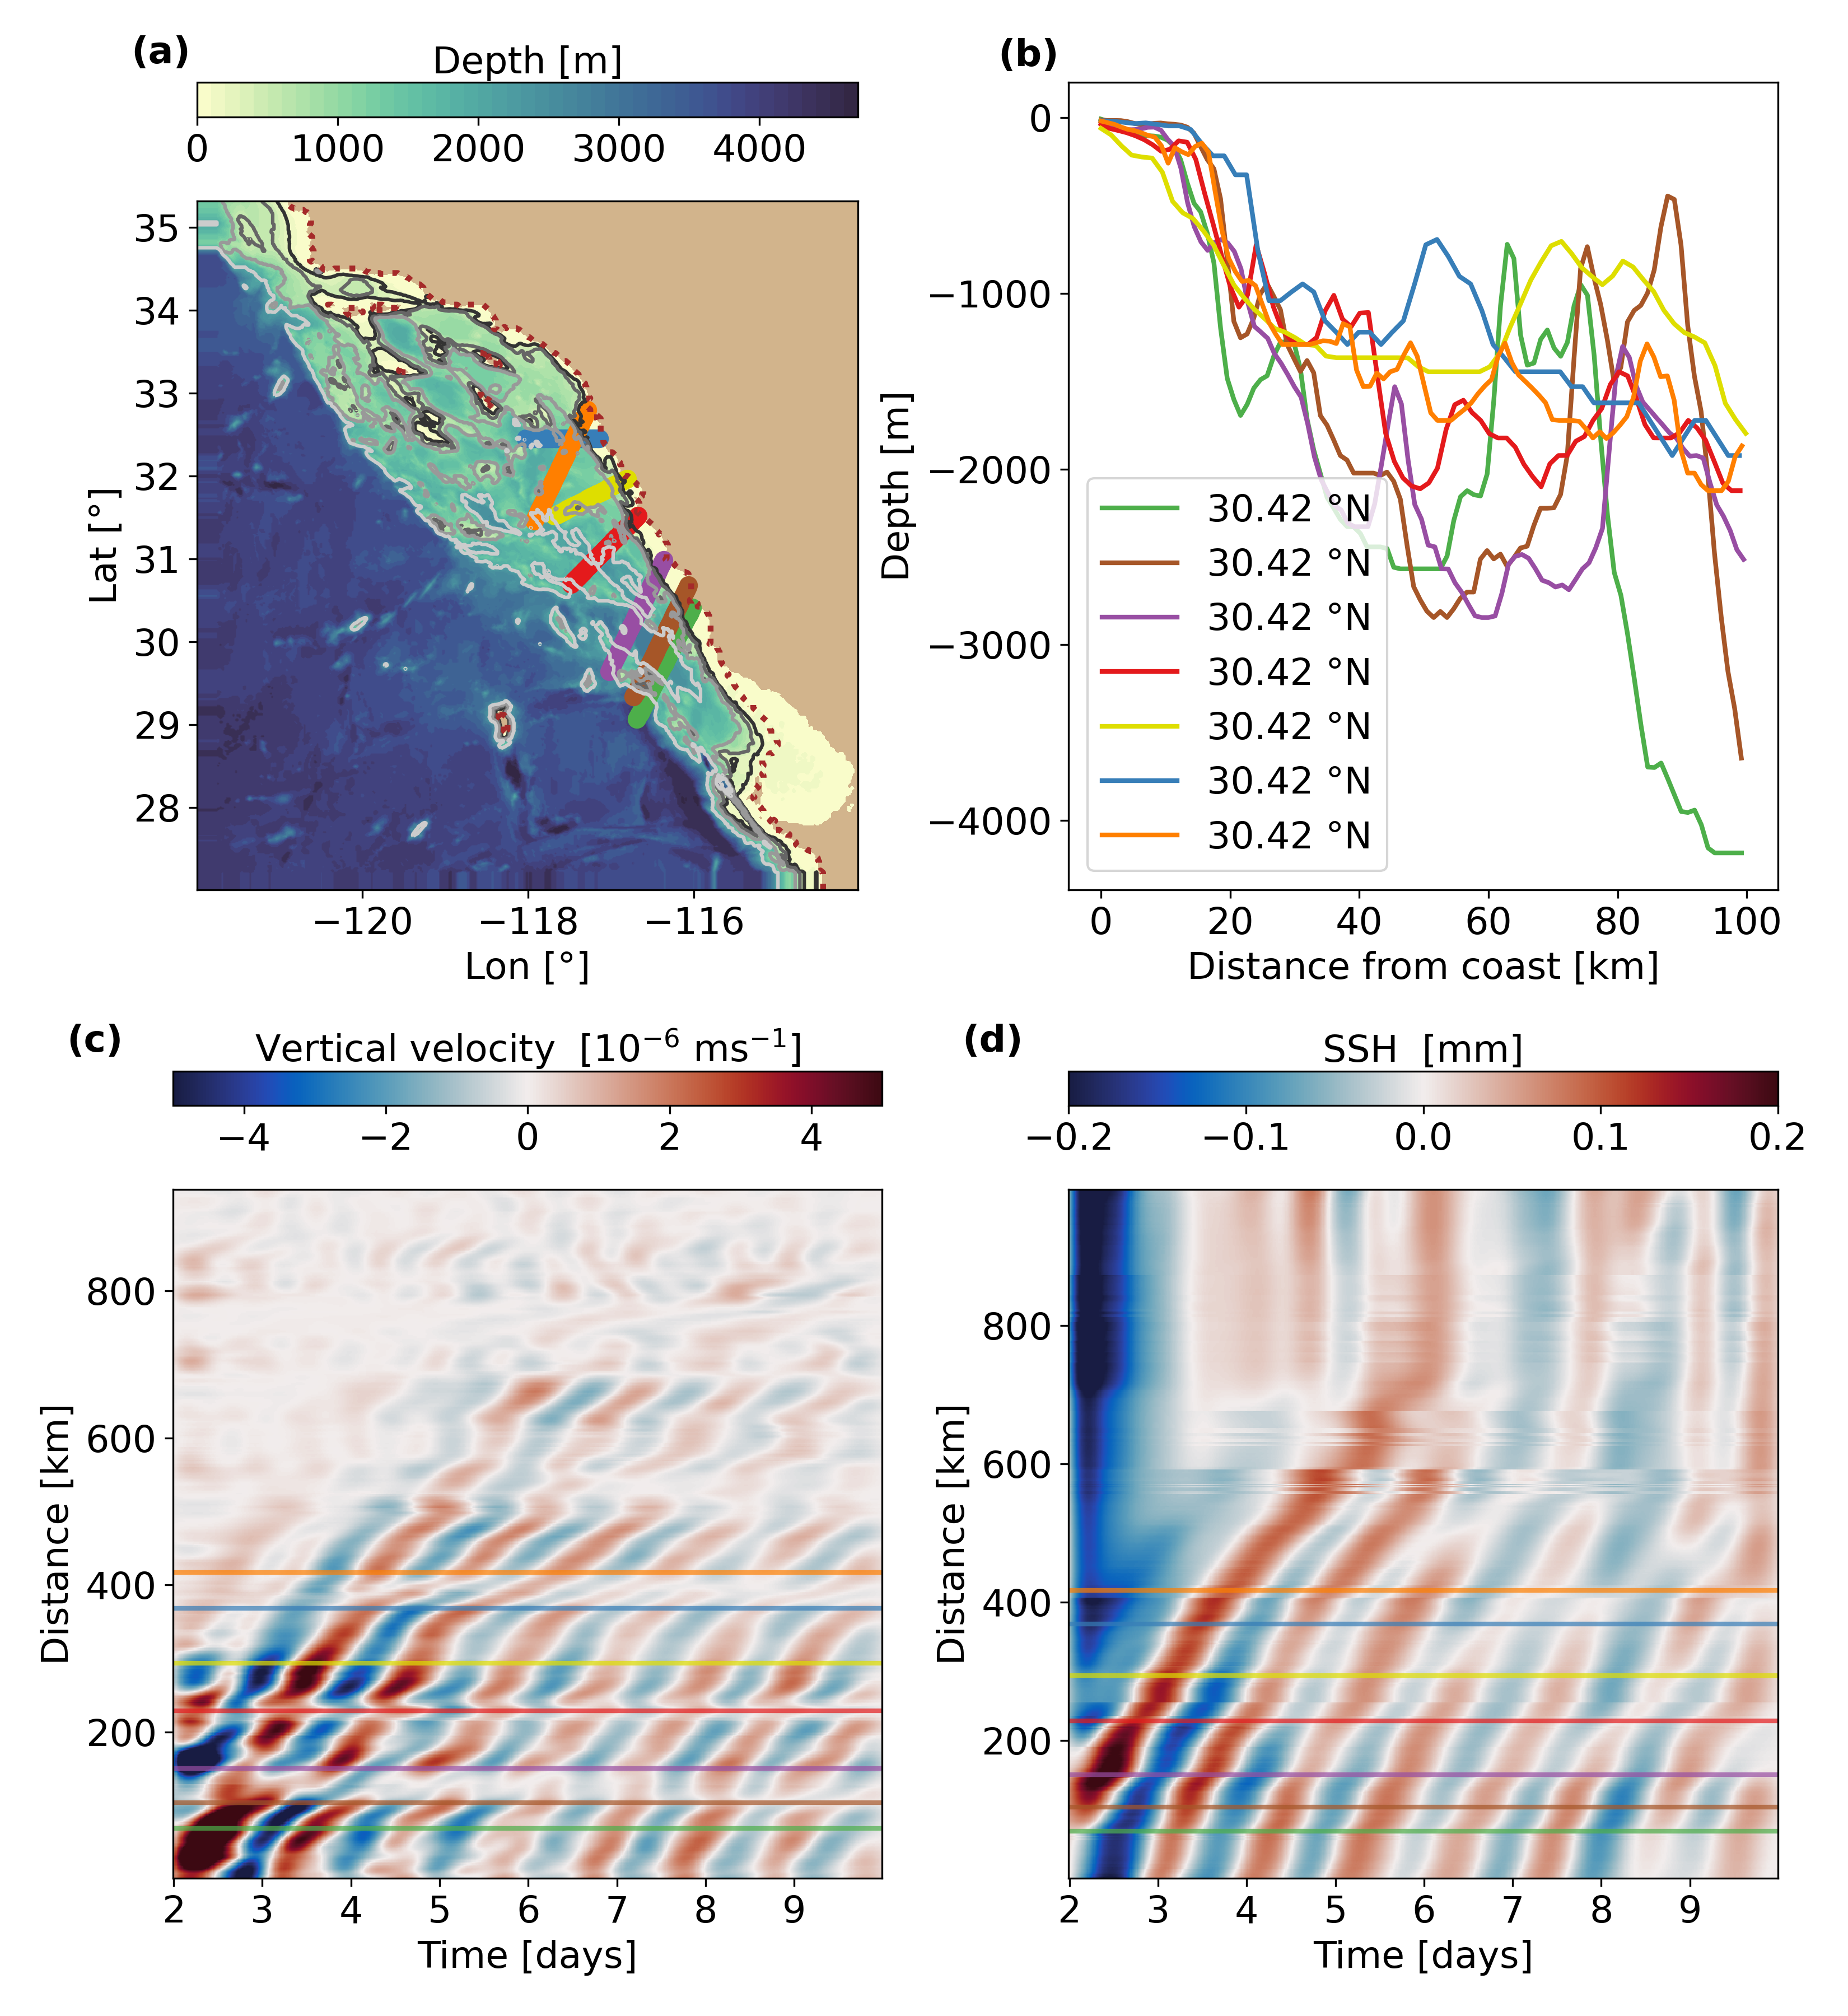 (a)
Depth [m]
0 1000 2000 3000 4000
35
34
33
32
31
30
29
28
Lat [°]
−120 −118 −116
Lon [°]
(b)
0
−1000
−2000
−3000
−4000
Depth [m]
30.42 °N
30.42 °N
30.42 °N
30.42 °N
30.42 °N
30.42 °N
30.42 °N
0 20 40 60 80 100
Distance from coast [km]
(c)
Vertical velocity [10⁻⁶ ms⁻¹]
−4 −2 0 2 4
800
600
400
200
Distance [km]
2 3 4 5 6 7 8 9
Time [days]
(d)
SSH [mm]
−0.2 −0.1 0.0 0.1 0.2
800
600
400
200
Distance [km]
2 3 4 5 6 7 8 9
Time [days]